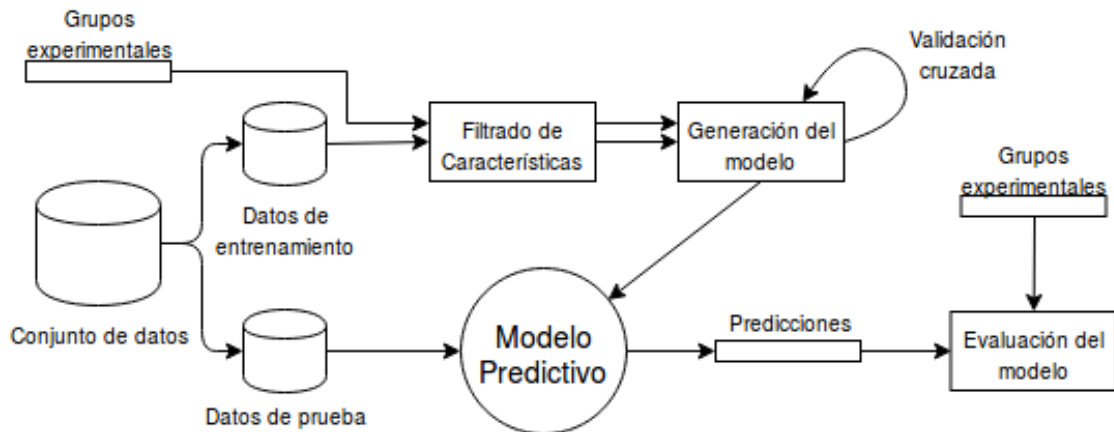 Grupos
experimentales
Validación
cruzada
Filtrado de
Características
Generación del
modelo
Grupos
experimentales
Datos de
entrenamiento
Conjunto de datos
Modelo
Predictivo
Predicciones
Evaluación del
modelo
Datos de prueba